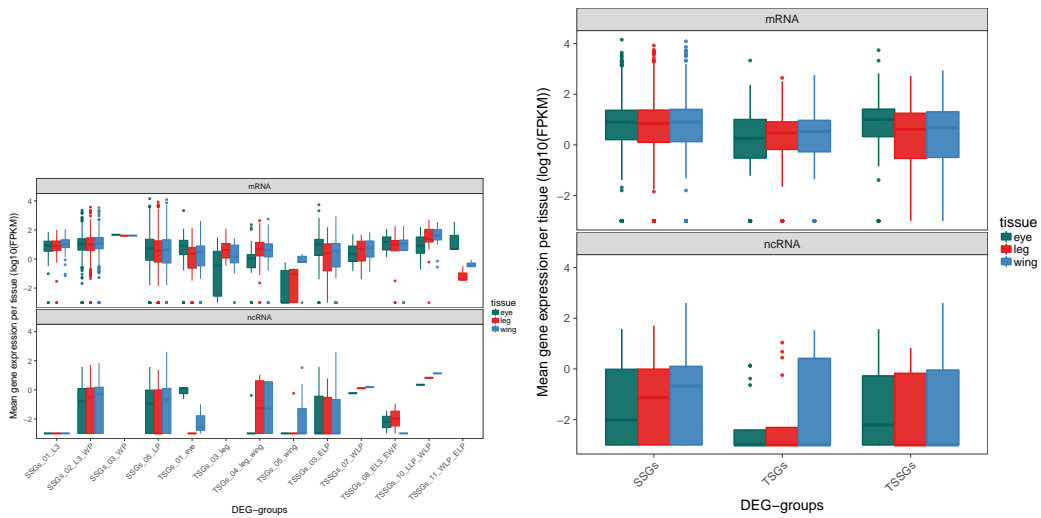 mRNA
4
2
0
−2
ncRNA
4
2
0
−2
Mean gene expression per tissue (log10(FPKM))
SSGs_01_L3
SSGs_02_L3_WP
SSGs_03_WP
SSGs_05_LP
TSGs_01_eye
TSGs_03_leg
TSGs_04_leg_wing
TSGs_05_wing
TSSGs_03_ELP
TSSGs_07_WLP
TSSGs_08_EL3_EWP
TSSGs_10_LLP_WLP
TSSGs_11_WLP_ELP
DEG−groups
tissue
eye
leg
wing
mRNA
4
2
0
−2
ncRNA
4
2
0
−2
Mean gene expression per tissue (log10(FPKM))
SSGs
TSGs
TSSGs
DEG−groups
tissue
eye
leg
wing